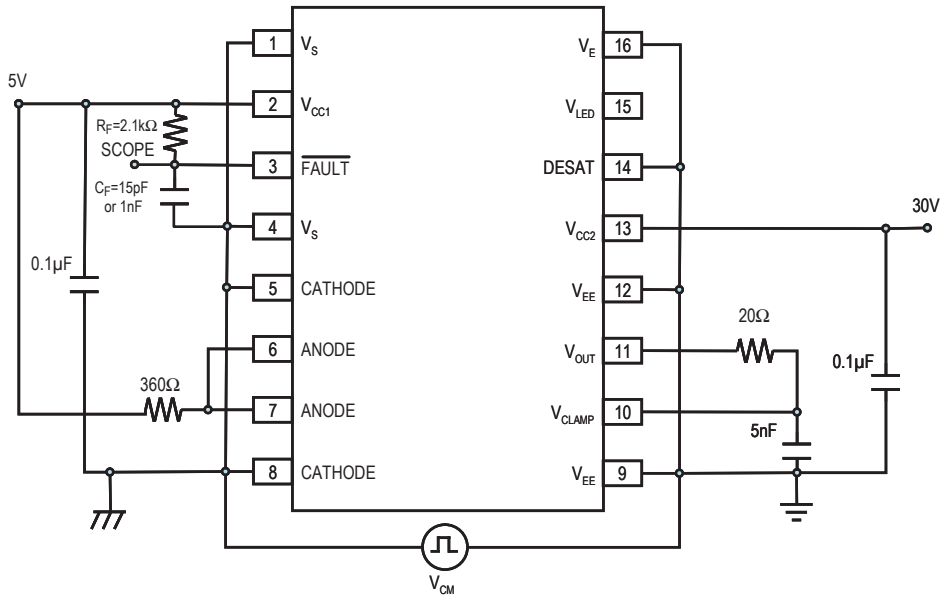 1 V_S
V_E 16
5V
2 V_CC1
V_LED 15
R_F=2.1kΩ
SCOPE
3 FAULT
DESAT 14
C_F=15pF
or 1nF
4 V_S
V_CC2 13
30V
0.1µF
5 CATHODE
V_EE 12
6 ANODE
V_OUT 11
20Ω
0.1µF
360Ω
7 ANODE
V_CLAMP 10
5nF
8 CATHODE
V_EE 9
V_CM